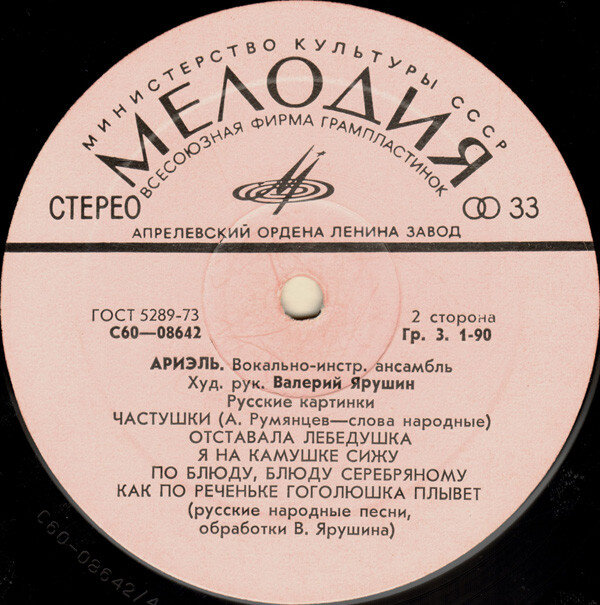 МИНИСТЕРСТВО КУЛЬТУРЫ СССР
МЕЛОДИЯ
ВСЕСОЮЗНАЯ ФИРМА ГРАМПЛАСТИНОК
СТЕРЕО
33
АПРЕЛЕВСКИЙ ОРДЕНА ЛЕНИНА ЗАВОД
ГОСТ 5289-73
2 сторона
С60—08642
Гр. 3. 1-90
АРИЭЛЬ. Вокально-инстр. ансамбль
Худ. рук. Валерий Ярушин
Русские картинки
ЧАСТУШКИ (А. Румянцев—слова народные)
ОТСТАВАЛА ЛЕБЕДУШКА
Я НА КАМУШКЕ СИЖУ
ПО БЛЮДУ, БЛЮДУ СЕРЕБРЯНОМУ
КАК ПО РЕЧЕНЬКЕ ГОГОЛЮШКА ПЛЫВЕТ
(русские народные песни,
обработки В. Ярушина)
С60-08642/